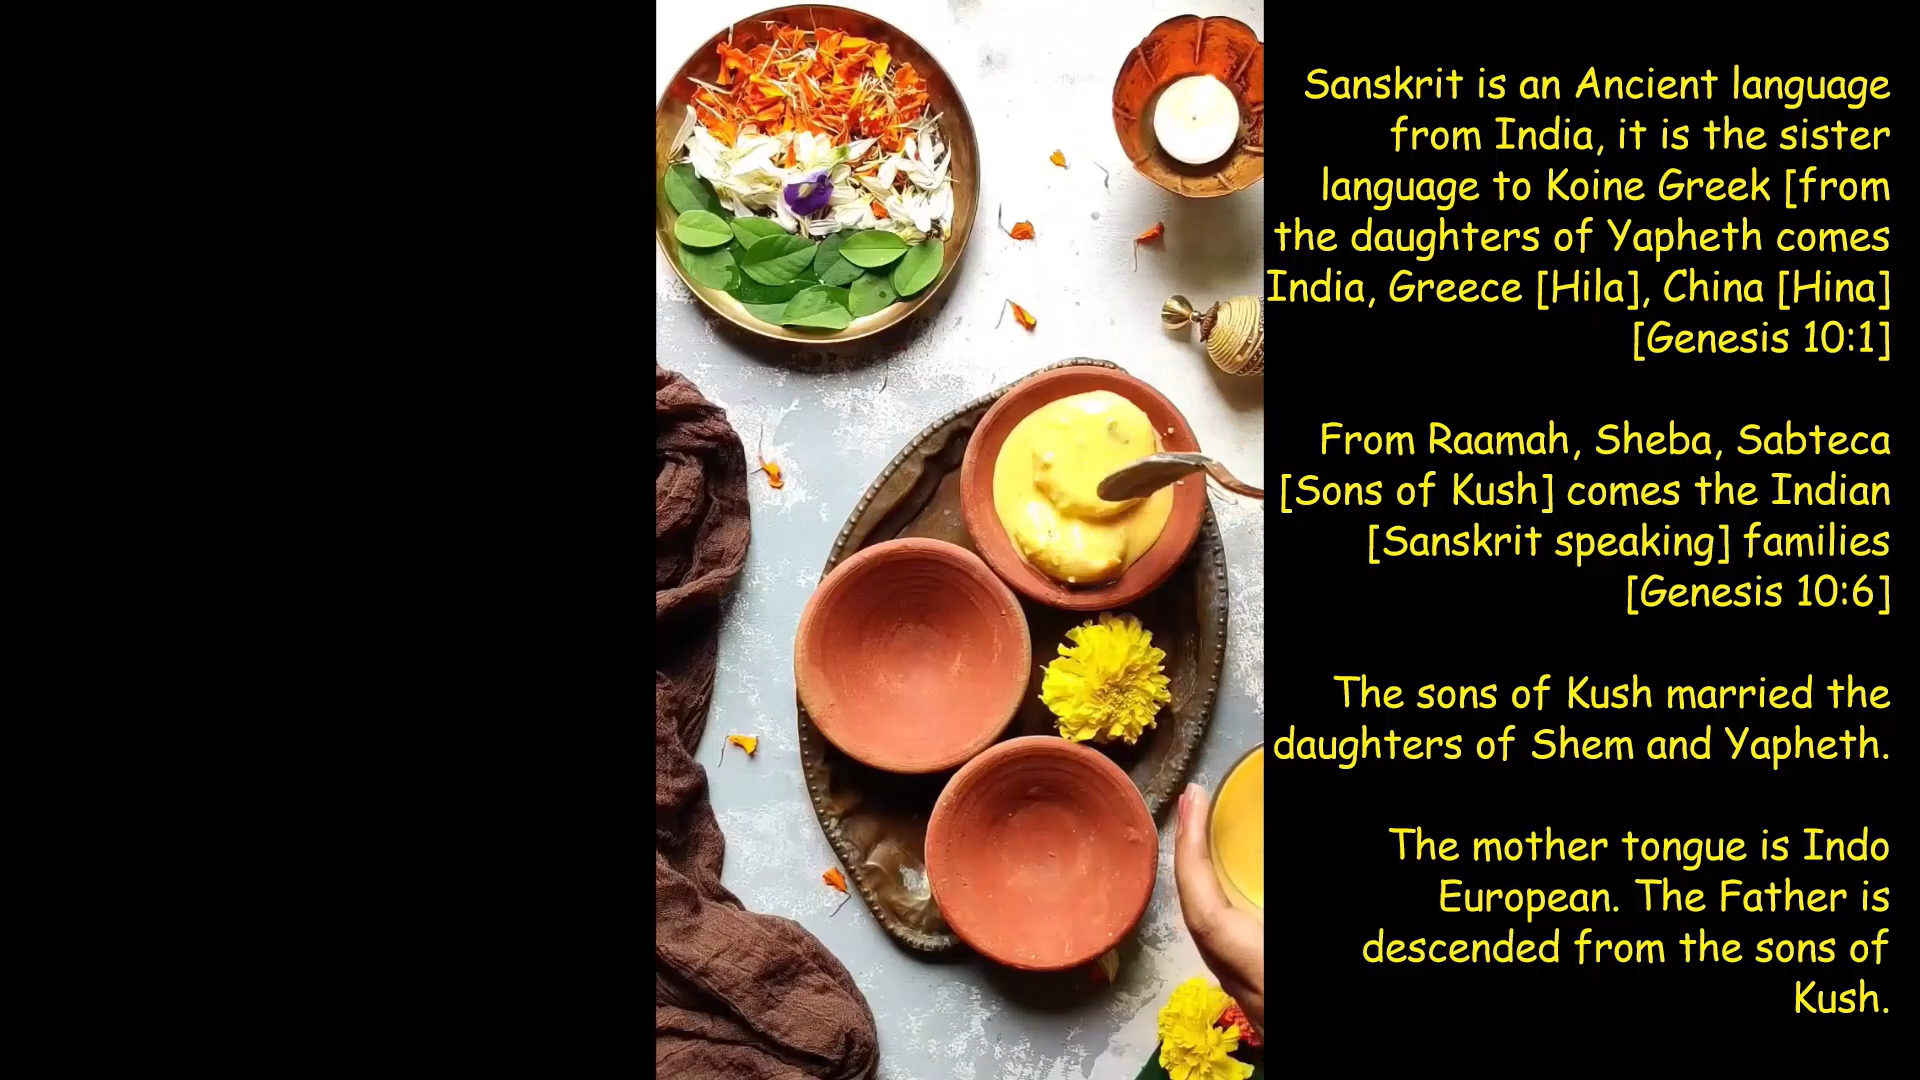 Sanskrit is an Ancient language
from India, it is the sister
language to Koine Greek [from
the daughters of Yapheth comes
India, Greece [Hila], China [Hina]
[Genesis 10:1]
From Raamah, Sheba, Sabteca
[Sons of Kush] comes the Indian
[Sanskrit speaking] families
[Genesis 10:6]
The sons of Kush married the
daughters of Shem and Yapheth.
The mother tongue is Indo
European. The Father is
descended from the sons of
Kush.